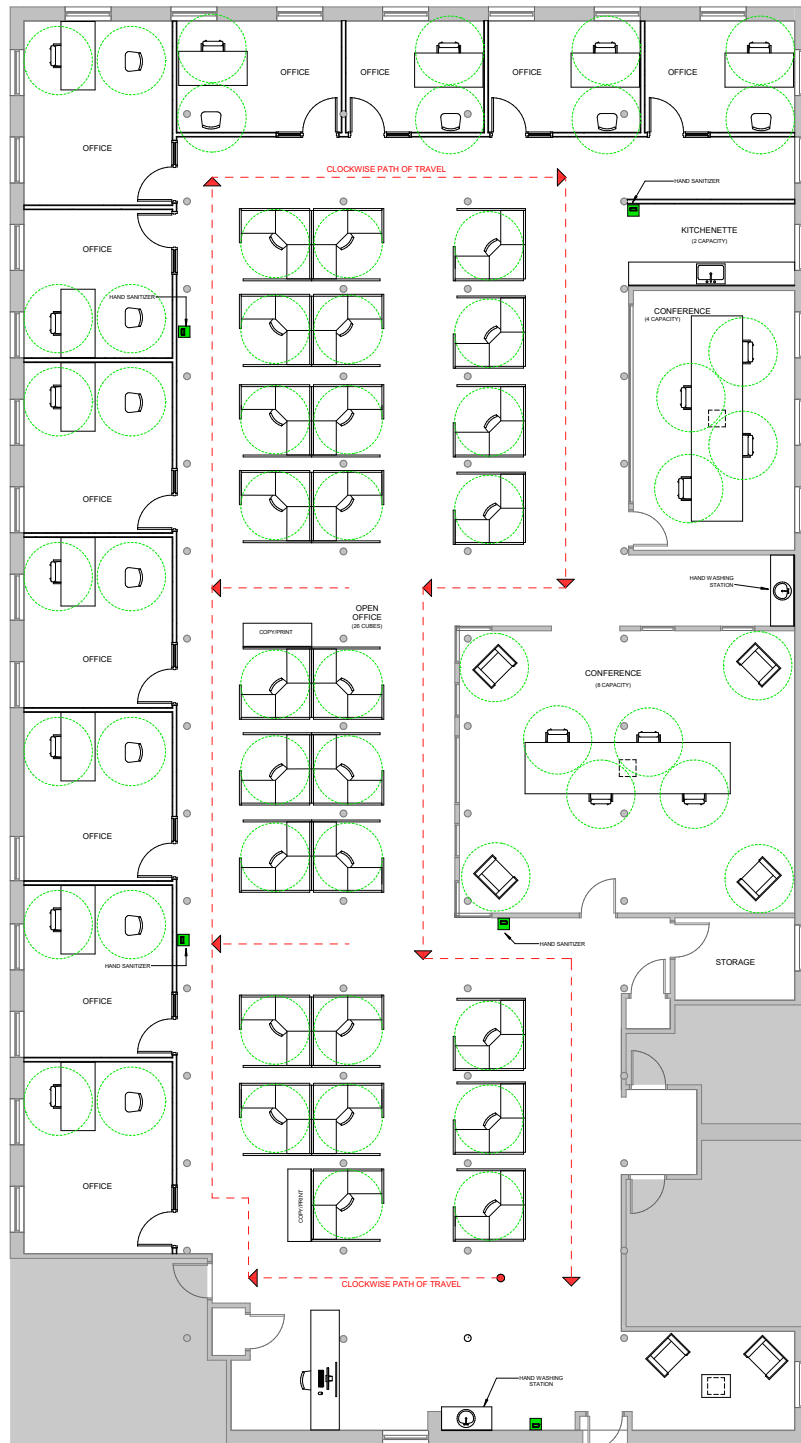 OFFICE
OFFICE
OFFICE
OFFICE
OFFICE
CLOCKWISE PATH OF TRAVEL
HAND SANITIZER
KITCHENETTE
(2 CAPACITY)
OFFICE
HAND SANITIZER
CONFERENCE
(4 CAPACITY)
OFFICE
HAND WASHING
STATION
OPEN
OFFICE
(26 CUBES)
COPY/PRINT
OFFICE
CONFERENCE
(8 CAPACITY)
OFFICE
HAND SANITIZER
HAND SANITIZER
STORAGE
OFFICE
OFFICE
COPY/PRINT
CLOCKWISE PATH OF TRAVEL
HAND WASHING
STATION